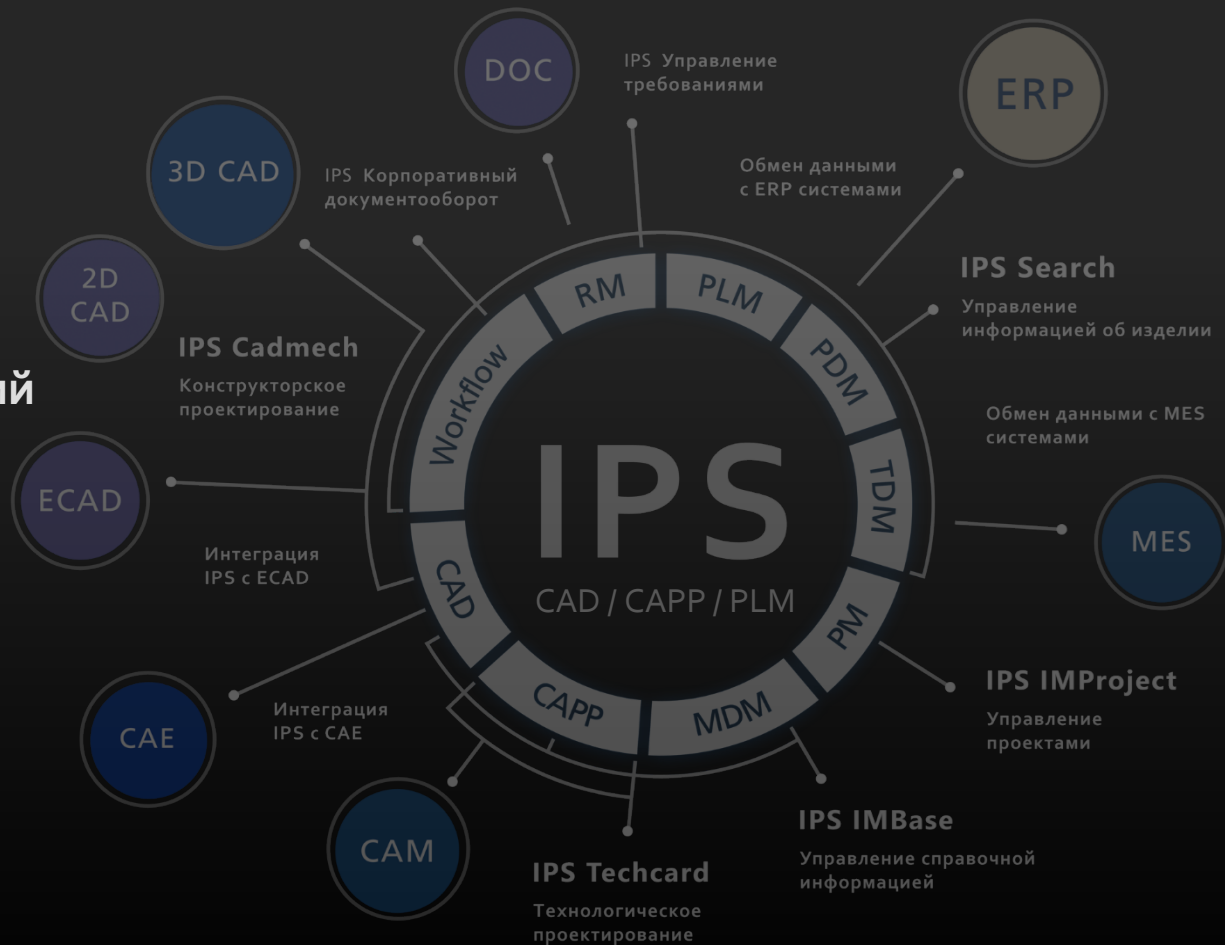 DOC
IPS Управление
требованиями
ERP
3D CAD
IPS Корпоративный
документооборот
Обмен данными
с ERP системами
2D
CAD
IPS Cadmech
Конструкторское
проектирование
ий
RM
PLM
PDM
TDM
PM
MDM
CAPP
CAD
Workflow
IPS
CAD / CAPP / PLM
IPS Search
Управление
информацией об изделии
Обмен данными с MES
системами
MES
ECAD
Интеграция
IPS с ECAD
CAE
Интеграция
IPS с CAE
CAM
IPS Techcard
Технологическое
проектирование
IPS IMBase
Управление справочной
информацией
IPS IMProject
Управление
проектами